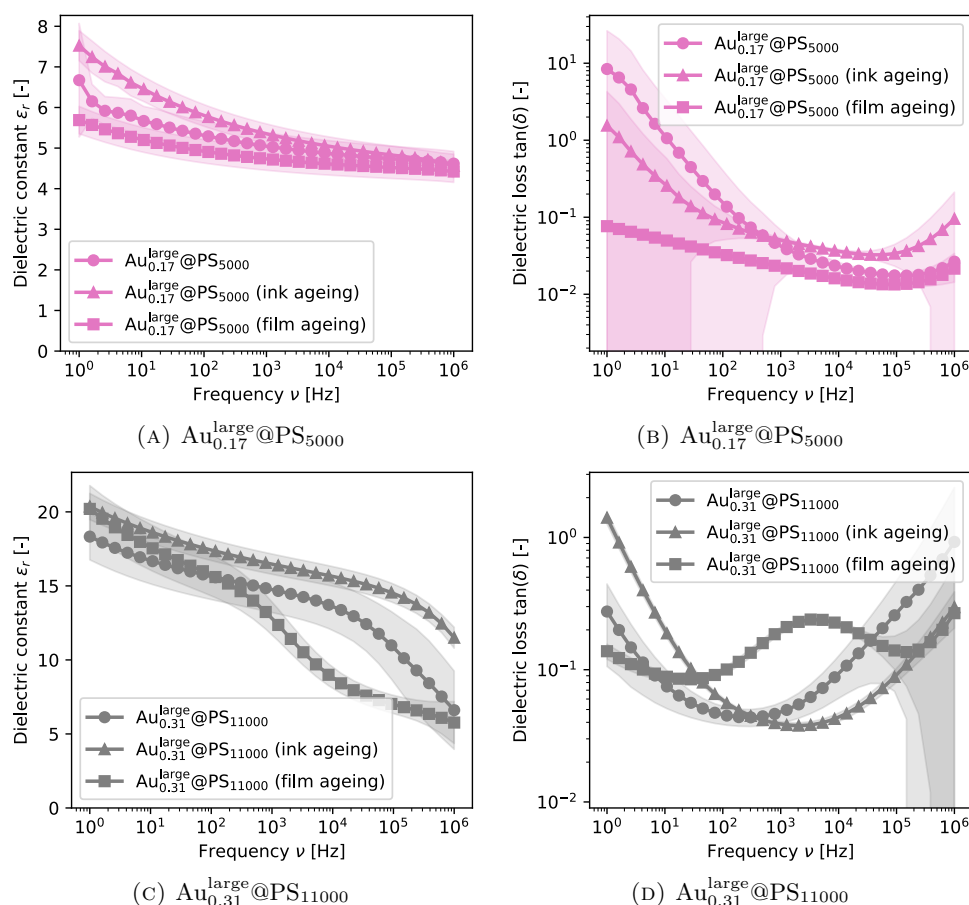 Dielectric constant εr [-]
8
7
6
5
4
3
2
1
0
Au0.17large@PS5000
Au0.17large@PS5000 (ink ageing)
Au0.17large@PS5000 (film ageing)
10^0 10^1 10^2 10^3 10^4 10^5 10^6
Frequency ν [Hz]
(A) Au0.17large@PS5000
Dielectric loss tan(δ) [-]
10^1
10^0
10^−1
10^−2
Au0.17large@PS5000
Au0.17large@PS5000 (ink ageing)
Au0.17large@PS5000 (film ageing)
10^0 10^1 10^2 10^3 10^4 10^5 10^6
Frequency ν [Hz]
(B) Au0.17large@PS5000
Dielectric constant εr [-]
20
15
10
5
0
Au0.31large@PS11000
Au0.31large@PS11000 (ink ageing)
Au0.31large@PS11000 (film ageing)
10^0 10^1 10^2 10^3 10^4 10^5 10^6
Frequency ν [Hz]
(C) Au0.31large@PS11000
Dielectric loss tan(δ) [-]
10^0
10^−1
10^−2
Au0.31large@PS11000
Au0.31large@PS11000 (ink ageing)
Au0.31large@PS11000 (film ageing)
10^0 10^1 10^2 10^3 10^4 10^5 10^6
Frequency ν [Hz]
(D) Au0.31large@PS11000